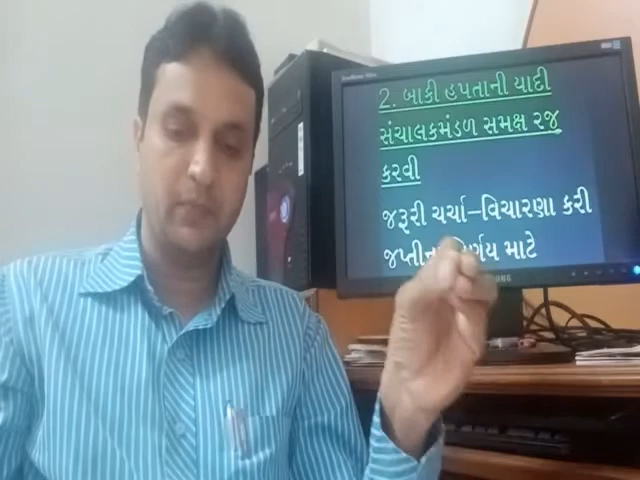 2. બાકી હપતાની યાદી
સંચાલકમંડળ સમક્ષ રજૂ
કરવી
જરૂરી ચર્ચા–વિચારણા કરી
માટે